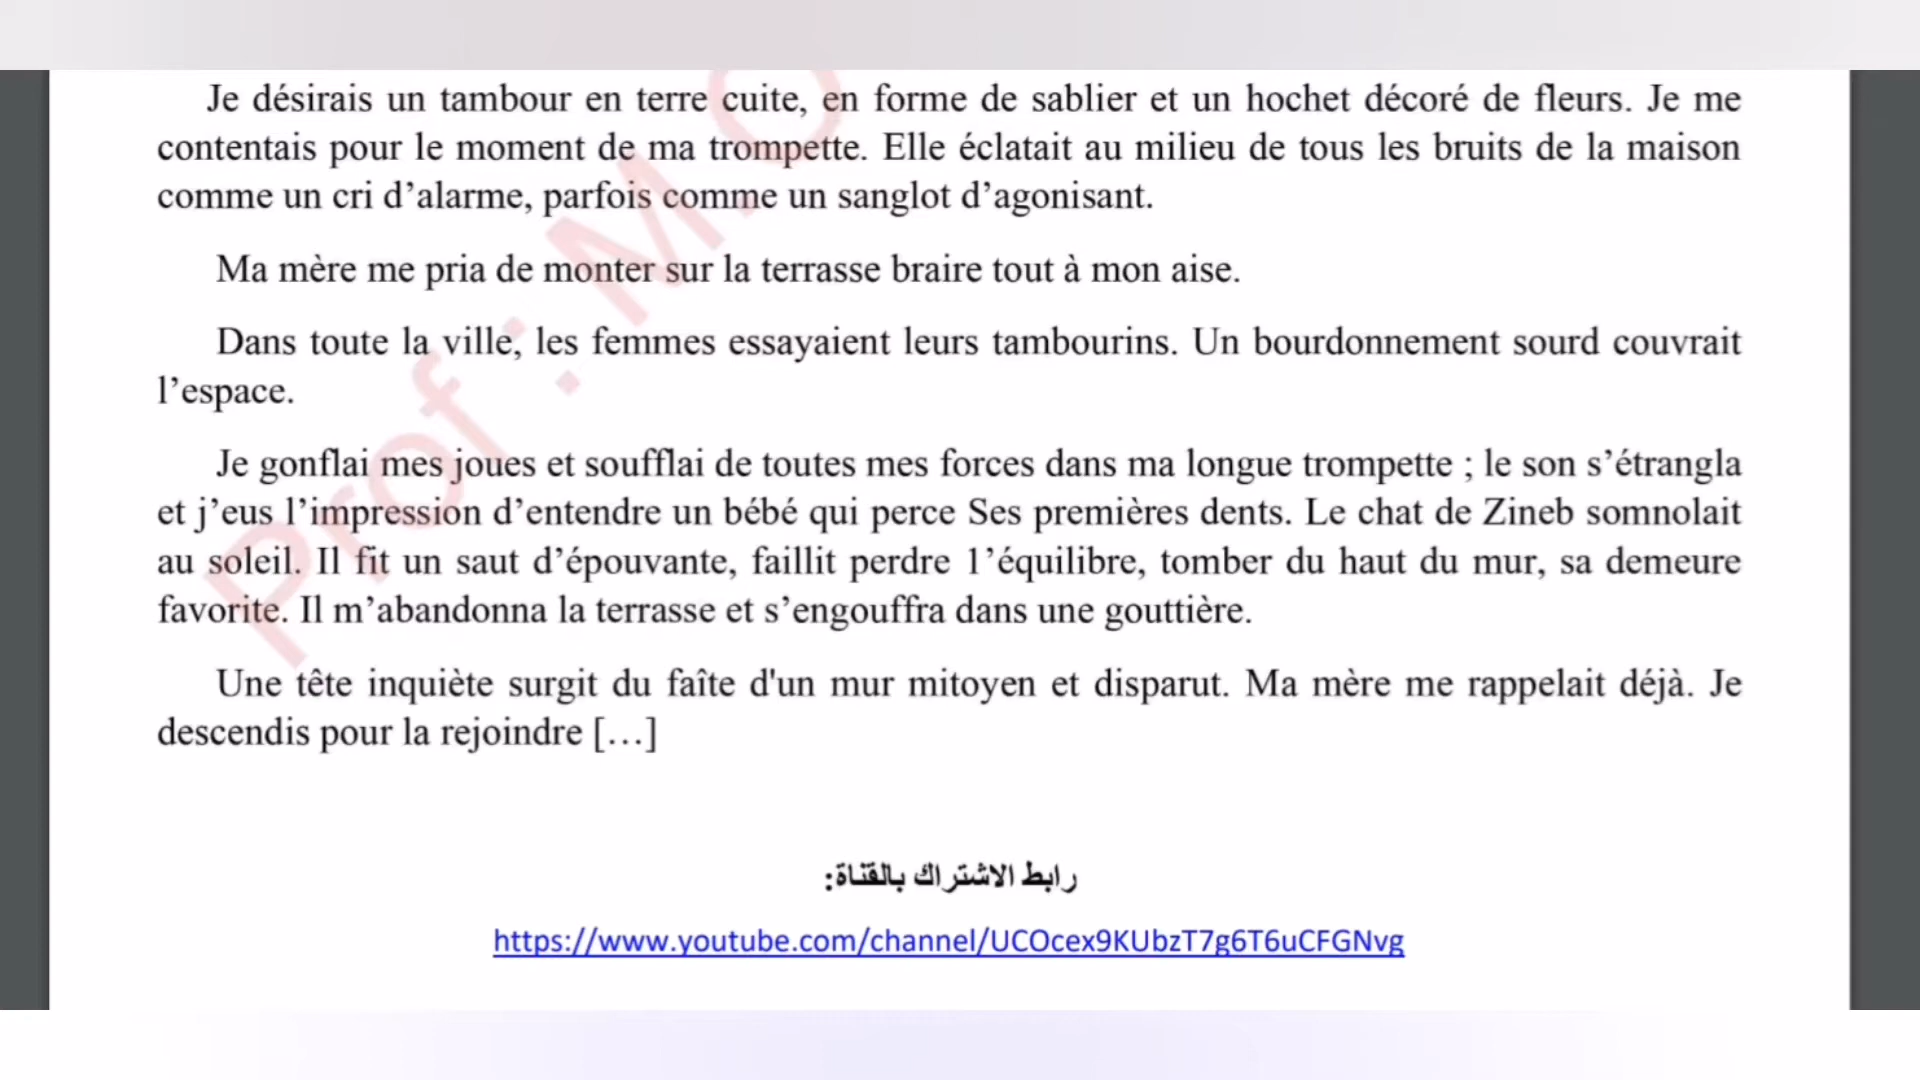 Je désirais un tambour en terre cuite, en forme de sablier et un hochet décoré de fleurs. Je me
contentais pour le moment de ma trompette. Elle éclatait au milieu de tous les bruits de la maison
comme un cri d’alarme, parfois comme un sanglot d’agonisant.
Ma mère me pria de monter sur la terrasse braire tout à mon aise.
Dans toute la ville, les femmes essayaient leurs tambourins. Un bourdonnement sourd couvrait
l’espace.
Je gonflai mes joues et soufflai de toutes mes forces dans ma longue trompette ; le son s’étrangla
et j’eus l’impression d’entendre un bébé qui perce Ses premières dents. Le chat de Zineb somnolait
au soleil. Il fit un saut d’épouvante, faillit perdre l’équilibre, tomber du haut du mur, sa demeure
favorite. Il m’abandonna la terrasse et s’engouffra dans une gouttière.
Une tête inquiète surgit du faîte d'un mur mitoyen et disparut. Ma mère me rappelait déjà. Je
descendis pour la rejoindre […]
رابط الاشتراك بالقناة:
https://www.youtube.com/channel/UCOcex9KUbzT7g6T6uCFGNvg
Prof : M.O